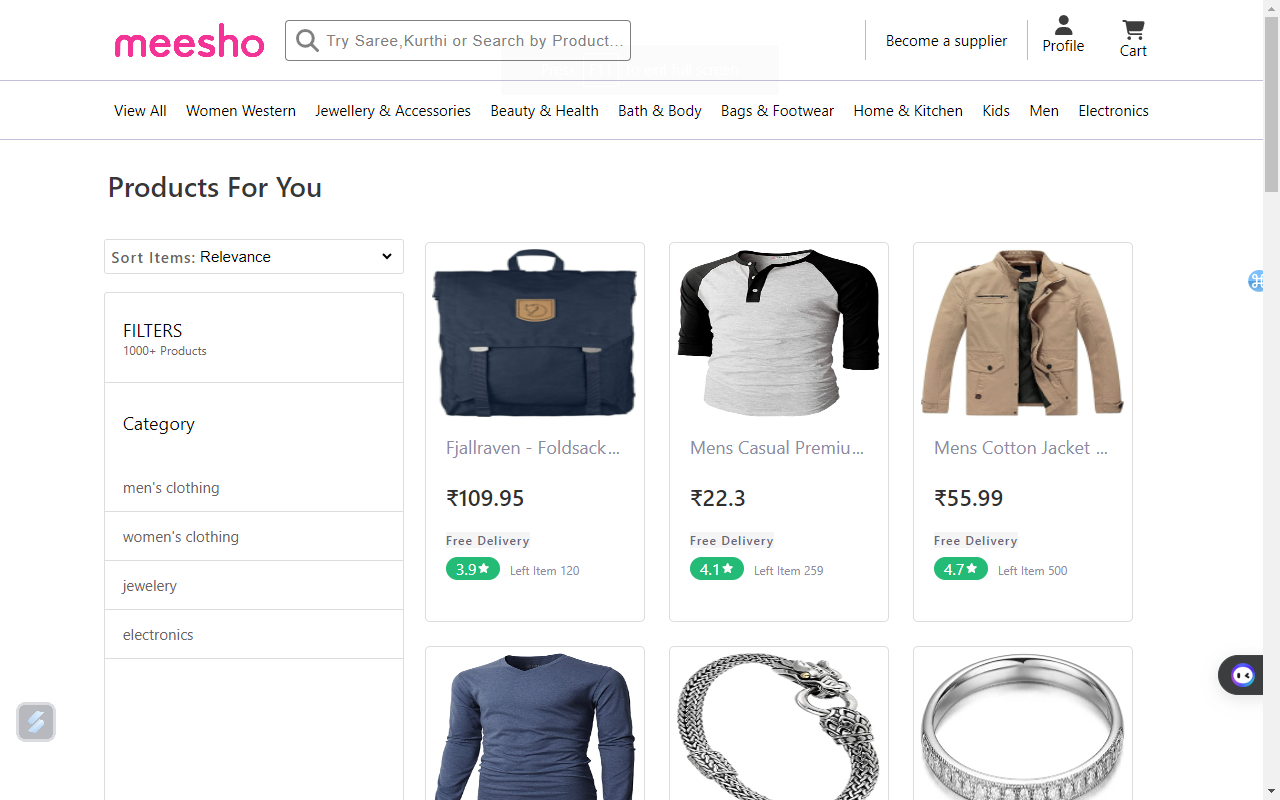 meesho
Try Saree,Kurthi or Search by Product...
Become a supplier
Profile
Cart
View All Women Western Jewellery & Accessories Beauty & Health Bath & Body Bags & Footwear Home & Kitchen Kids Men Electronics
Products For You
Sort Items: Relevance
FILTERS
1000+ Products
Category
men's clothing
women's clothing
jewelery
electronics
Fjallraven - Foldsack...
₹109.95
Free Delivery
3.9 Left Item 120
Mens Casual Premiu...
₹22.3
Free Delivery
4.1 Left Item 259
Mens Cotton Jacket ...
₹55.99
Free Delivery
4.7 Left Item 500